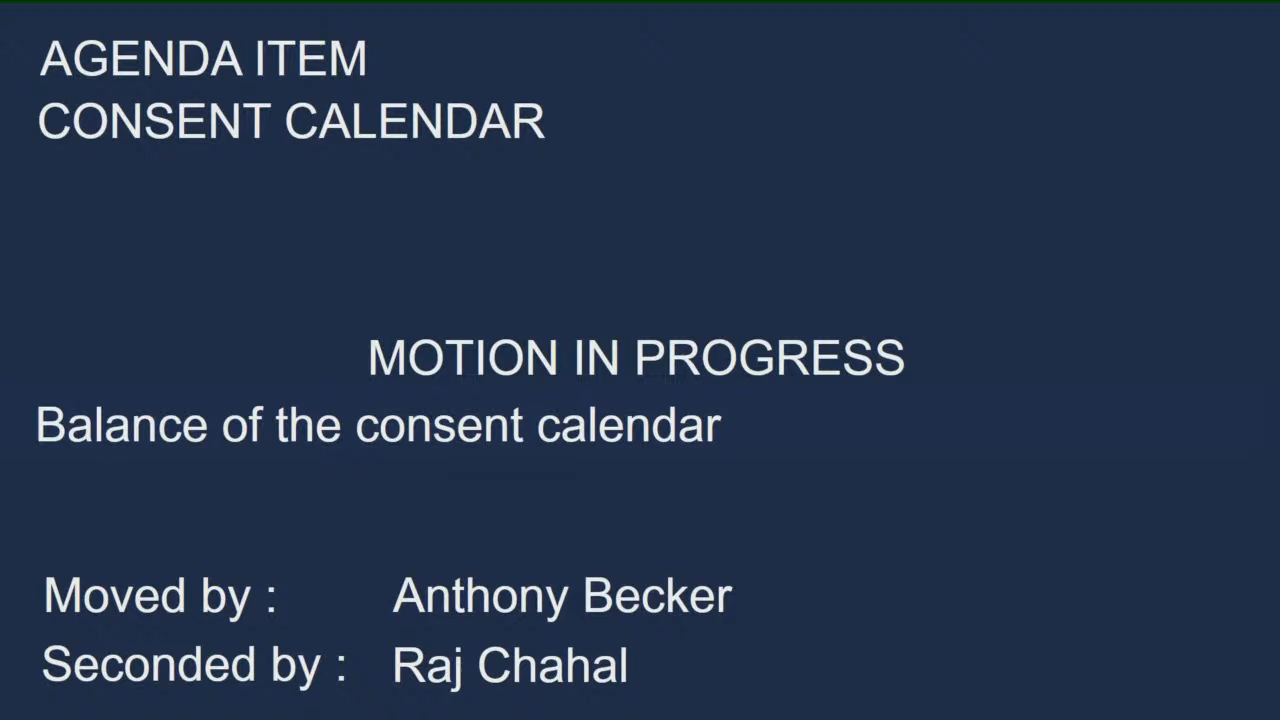 AGENDA ITEM
CONSENT CALENDAR
MOTION IN PROGRESS
Balance of the consent calendar
Moved by : Anthony Becker
Seconded by : Raj Chahal